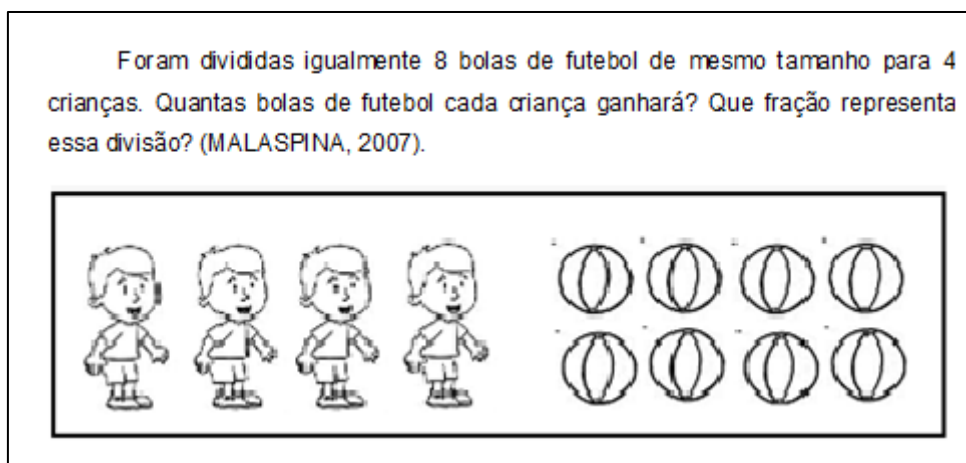 Foram divididas igualmente 8 bolas de futebol de mesmo tamanho para 4
crianças. Quantas bolas de futebol cada criança ganhará? Que fração representa
essa divisão? (MALASPINA, 2007).